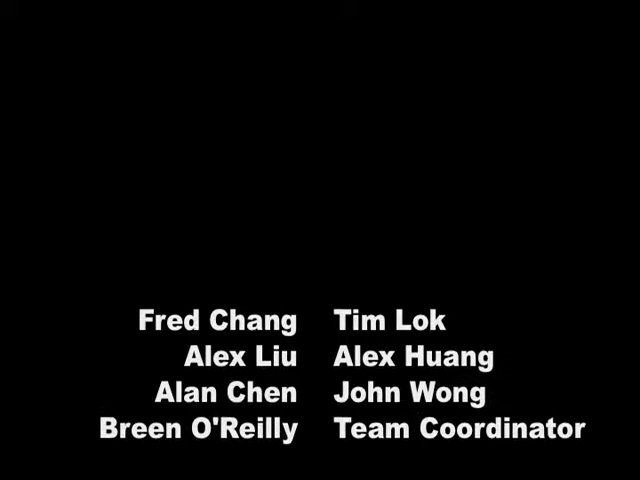 Fred Chang Tim Lok
Alex Liu Alex Huang
Alan Chen John Wong
Breen O'Reilly Team Coordinator